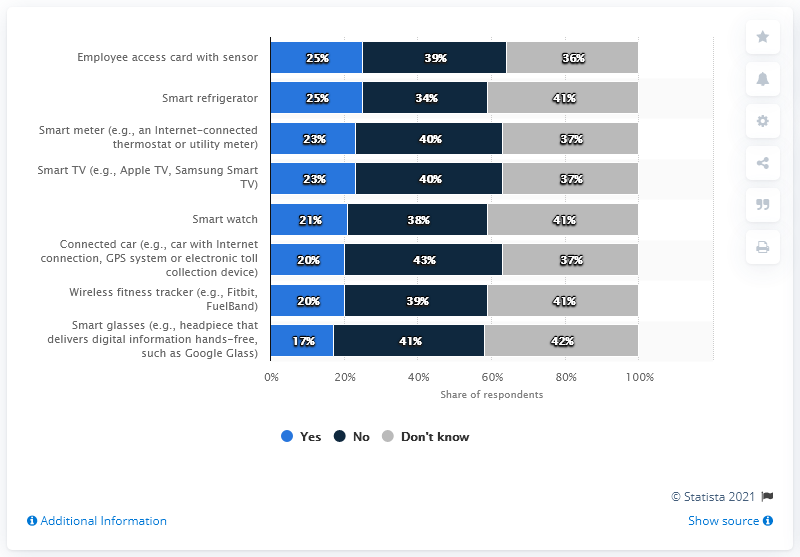 Employee access card with sensor
25% 39% 36%
Smart refrigerator
25% 34% 41%
Smart meter (e.g., an Internet-connected
thermostat or utility meter)
23% 40% 37%
Smart TV (e.g., Apple TV, Samsung Smart
TV)
23% 40% 37%
Smart watch
21% 38% 41%
Connected car (e.g., car with Internet
connection, GPS system or electronic toll
collection device)
20% 43% 37%
Wireless fitness tracker (e.g., Fitbit,
FuelBand)
20% 39% 41%
Smart glasses (e.g., headpiece that
delivers digital information hands-free,
such as Google Glass)
17% 41% 42%
0% 20% 40% 60% 80% 100%
Share of respondents
Yes No Don't know
© Statista 2021
Additional Information
Show source